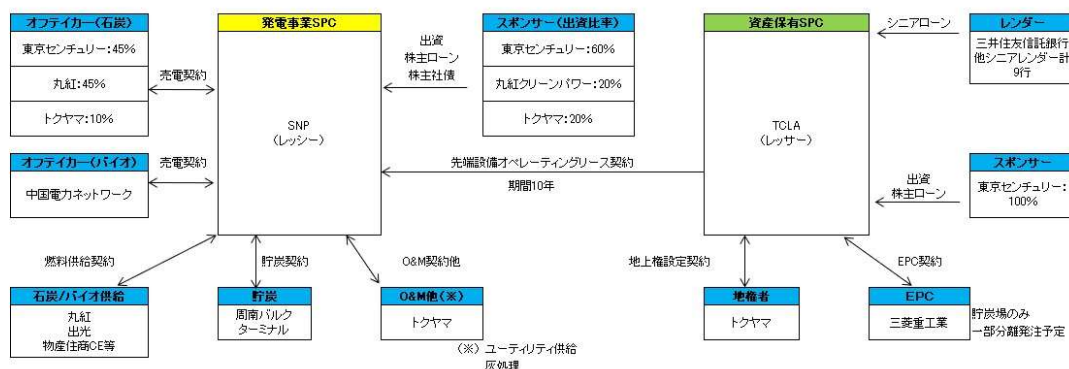 オフテイカー(石炭)
東京センチュリー:45%
丸紅:45%
トクヤマ:10%
売電契約
オフテイカー(バイオ)
中国電力ネットワーク
売電契約
発電事業SPC
SNP
(レッシー)
出資
株主ローン
株主社債
スポンサー(出資比率)
東京センチュリー:60%
丸紅クリーンパワー:20%
トクヤマ:20%
先端設備オペレーティングリース契約
期間10年
資産保有SPC
TCLA
(レッサー)
シニアローン
レンダー
三井住友信託銀行
他シニアレンダー計
9行
出資
株主ローン
スポンサー
東京センチュリー:
100%
燃料供給契約
貯炭契約
O&M契約他
地上権設定契約
EPC契約
石炭/バイオ供給
丸紅
出光
物産住商CE等
貯炭
周南バルク
ターミナル
O&M他(※)
トクヤマ
(※) ユーティリティ供給
灰処理
地権者
トクヤマ
EPC
三菱重工業
貯炭場のみ
一部分離発注予定